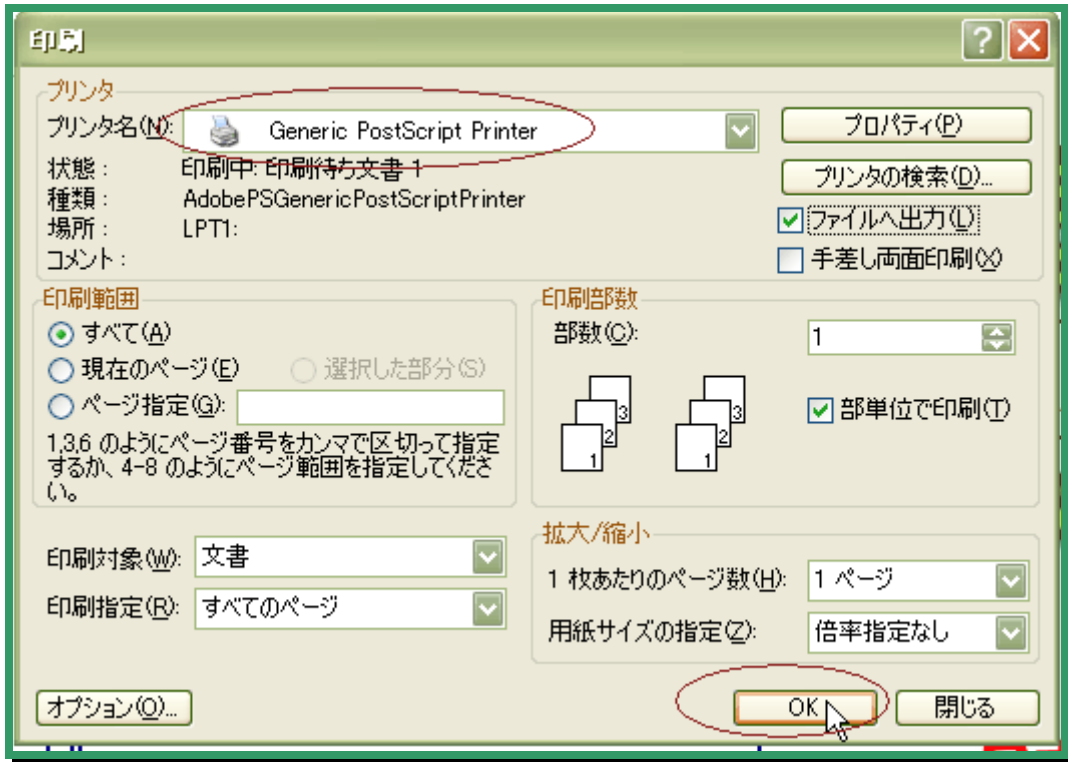 印刷
プリンタ
プリンタ名(N): Generic PostScript Printer プロパティ(P)
状態: 印刷中: 印刷待ち文書 1 プリンタの検索(D)...
種類: AdobePSGenericPostScriptPrinter
場所: LPT1: ファイルへ出力(L)
コメント: 手差し両面印刷(X)
印刷範囲
すべて(A)
現在のページ(E) 選択した部分(S)
ページ指定(G):
1,3,6 のようにページ番号をカンマで区切って指定
するか、4-8 のようにページ範囲を指定してくださ
い。
印刷部数
部数(C): 1
1 2 3 1 2 3 部単位で印刷(T)
印刷対象(W): 文書
印刷指定(R): すべてのページ
拡大/縮小
1 枚あたりのページ数(H): 1 ページ
用紙サイズの指定(Z): 倍率指定なし
オプション(O)... OK 閉じる